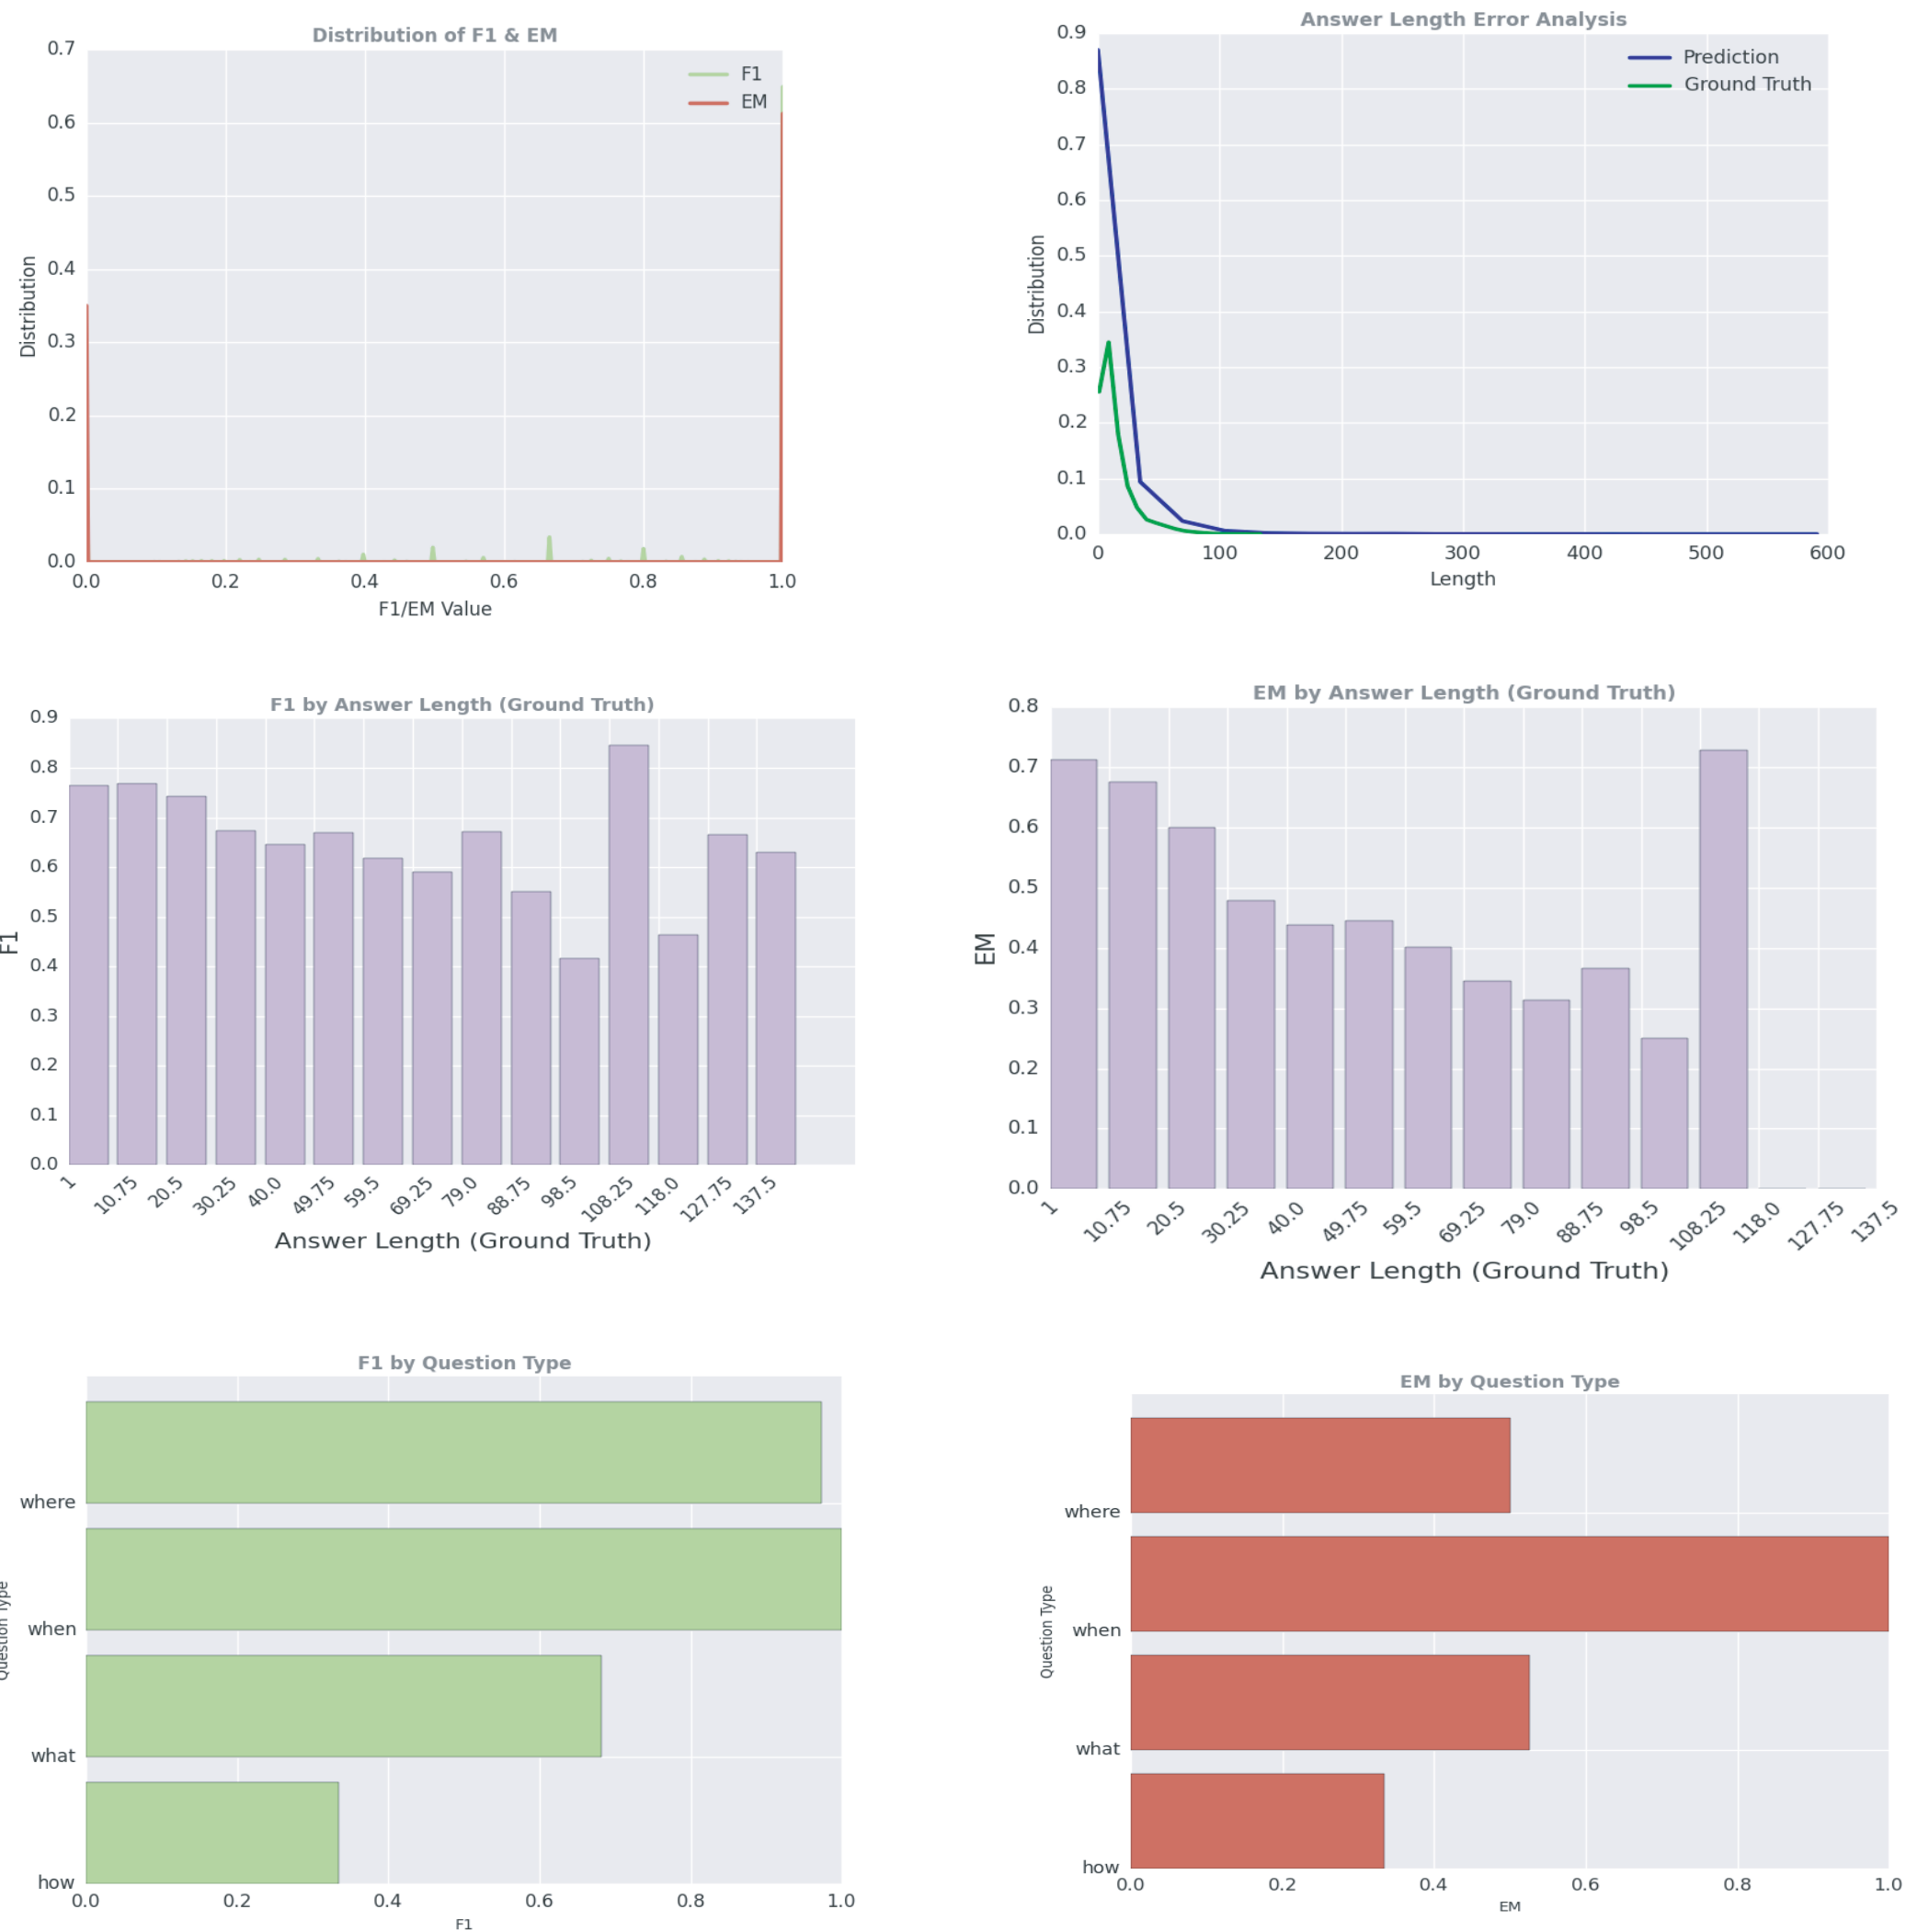 Distribution of F1 & EM
0.7
0.6
0.5
0.4
0.3
0.2
0.1
0.0
Distribution
F1
EM
0.0 0.2 0.4 0.6 0.8 1.0
F1/EM Value
Answer Length Error Analysis
0.9
0.8
0.7
0.6
0.5
0.4
0.3
0.2
0.1
0.0
Distribution
Prediction
Ground Truth
0 100 200 300 400 500 600
Length
F1 by Answer Length (Ground Truth)
0.9
0.8
0.7
0.6
0.5
0.4
0.3
0.2
0.1
0.0
F1
1 10.75 20.5 30.25 40.0 49.75 59.5 69.25 79.0 88.75 98.5 108.25 118.0 127.75 137.5
Answer Length (Ground Truth)
EM by Answer Length (Ground Truth)
0.8
0.7
0.6
0.5
0.4
0.3
0.2
0.1
0.0
EM
1 10.75 20.5 30.25 40.0 49.75 59.5 69.25 79.0 88.75 98.5 108.25 118.0 127.75 137.5
Answer Length (Ground Truth)
F1 by Question Type
Question Type
where
when
what
how
0.0 0.2 0.4 0.6 0.8 1.0
F1
EM by Question Type
Question Type
where
when
what
how
0.0 0.2 0.4 0.6 0.8 1.0
EM